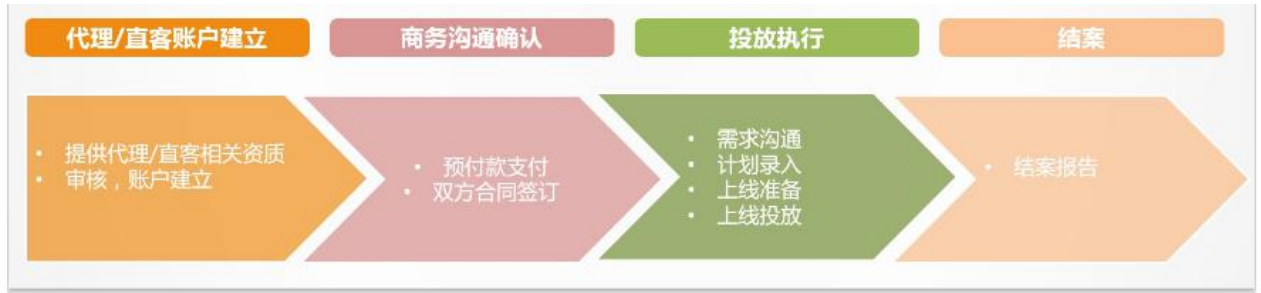 代理/直客账户建立
商务沟通确认
投放执行
结案
• 提供代理/直客相关资质
• 审核，账户建立
• 预付款支付
• 双方合同签订
• 需求沟通
• 计划录入
• 上线准备
• 上线投放
• 结案报告